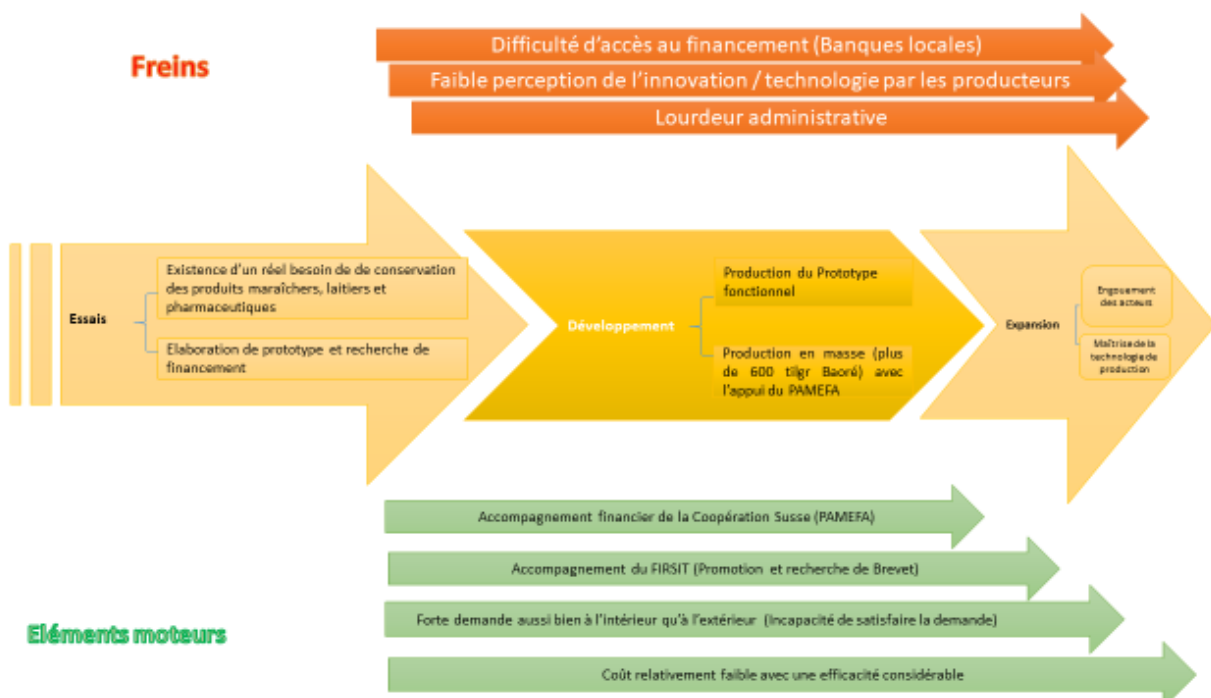 Freins
Difficulté d'accès au financement (Banques locales)
Faible perception de l'innovation / technologie par les producteurs
Lourdeur administrative
Essais
Existence d'un réel besoin de de conservation
des produits maraîchers, laitiers et
pharmaceutiques
Elaboration de prototype et recherche de
financement
Développement
Production du Prototype
fonctionnel
Production en masse (plus
de 600 tilgr Baoré) avec
l'appui du PAMEFA
Expansion
Engouement
des acteurs
Maîtrise de la
technologie de
production
Eléments moteurs
Accompagnement financier de la Coopération Susse (PAMEFA)
Accompagnement du FIRSIT (Promotion et recherche de Brevet)
Forte demande aussi bien à l'intérieur qu'à l'extérieur (Incapacité de satisfaire la demande)
Coût relativement faible avec une efficacité considérable